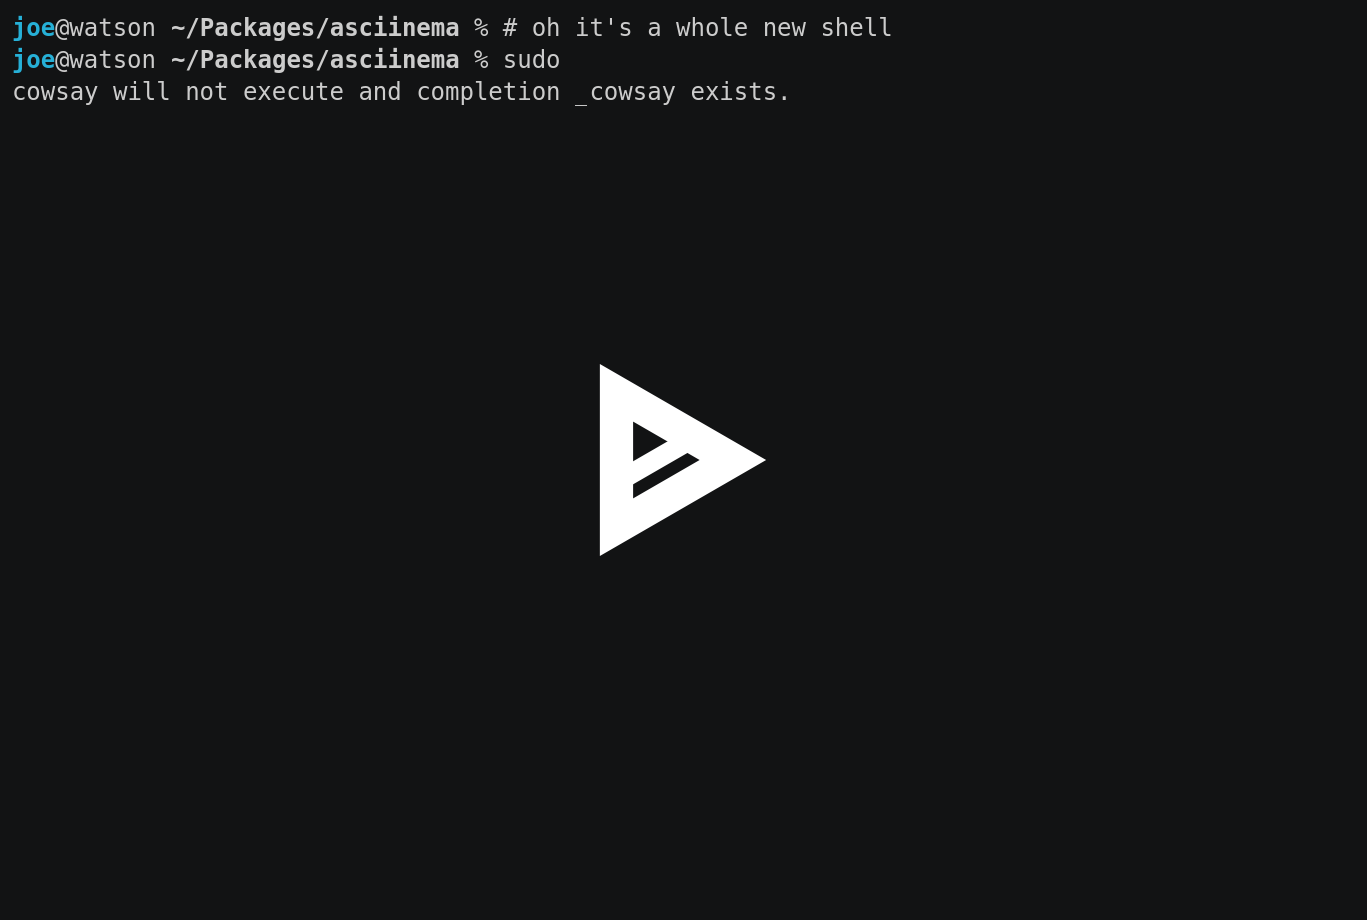 joe@watson ~/Packages/asciinema % # oh it's a whole new shell
joe@watson ~/Packages/asciinema % sudo
cowsay will not execute and completion _cowsay exists.